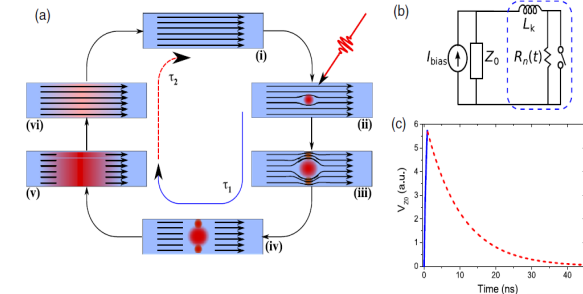 (a)
(i)
τ2
(vi)
(ii)
(v)
τ1
(iii)
(iv)
(b)
Lk
Ibias
Z0
Rn(t)
(c)
6
5
4
3
2
1
0
VZ0 (a.u.)
0 10 20 30 40
Time (ns)